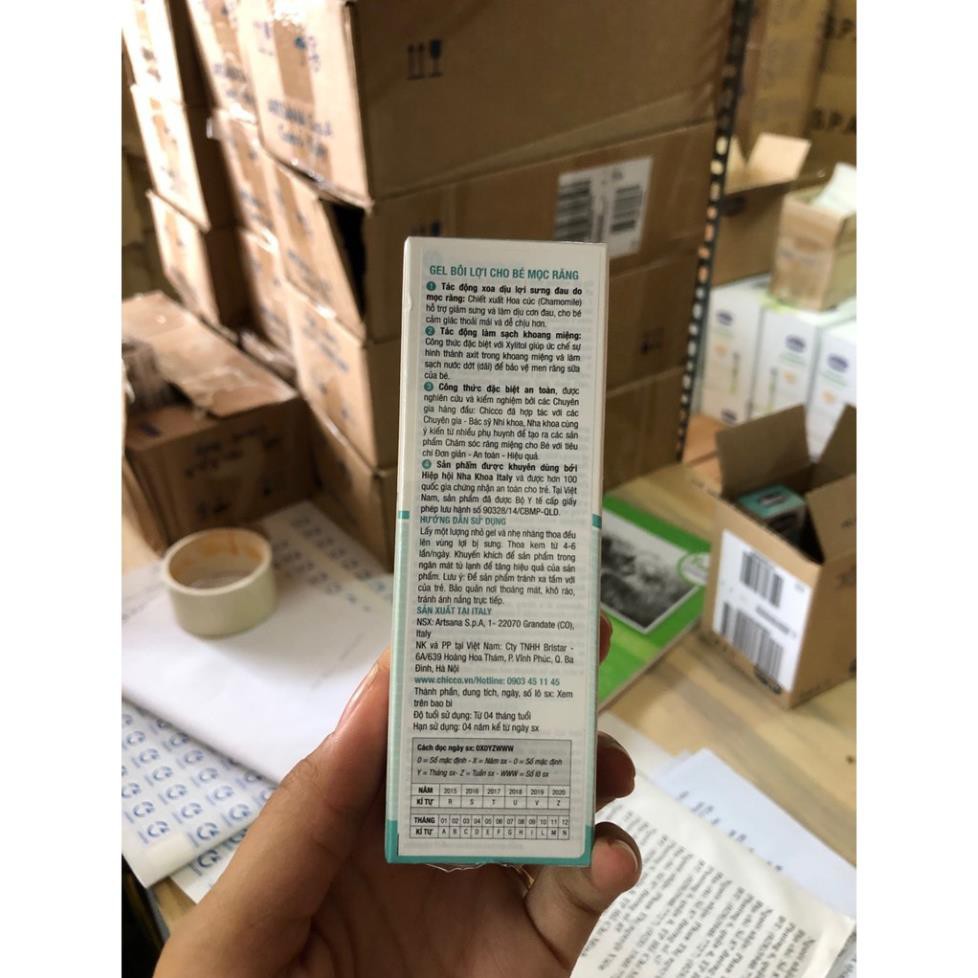 GEL BÔI LỢI CHO BÉ MỌC RĂNG
1 Tác động xoa dịu lợi sưng đau do
mọc răng: Chiết xuất Hoa cúc (Chamomile)
hỗ trợ giảm sưng và làm dịu cơn đau, cho bé
cảm giác thoải mái và dễ chịu hơn.
2 Tác động làm sạch khoang miệng:
Công thức đặc biệt với Xylitol giúp ức chế sự
hình thành axit trong khoang miệng và làm
sạch nước dớt (dãi) để bảo vệ men răng sữa
của bé.
3 Công thức đặc biệt an toàn, được
nghiên cứu và kiểm nghiệm bởi các Chuyên
gia hàng đầu: Chicco đã hợp tác với các
Chuyên gia - Bác sỹ Nhi khoa, Nha khoa cùng
ý kiến từ nhiều phụ huynh để tạo ra các sản
phẩm Chăm sóc răng miệng cho Bé với tiêu
chí Đơn giản - An toàn - Hiệu quả.
4 Sản phẩm được khuyên dùng bởi
Hiệp hội Nha Khoa Italy và được hơn 100
quốc gia chứng nhận an toàn cho trẻ. Tại Việt
Nam, sản phẩm đã được Bộ Y tế cấp giấy
phép lưu hành số 90328/14/CBMP-QLD.
HƯỚNG DẪN SỬ DỤNG
Lấy một lượng nhỏ gel và nhẹ nhàng thoa đều
lên vùng lợi bị sưng. Thoa kem từ 4-6
lần/ngày. Khuyến khích để sản phẩm trong
ngăn mát tủ lạnh để tăng hiệu quả của sản
phẩm. Lưu ý: Để sản phẩm tránh xa tầm với
của trẻ. Bảo quản nơi thoáng mát, khô ráo,
tránh ánh nắng trực tiếp.
SẢN XUẤT TẠI ITALY
NSX: Artsana S.p.A, 1- 22070 Grandate (CO),
Italy
NK và PP tại Việt Nam: Cty TNHH Bristar -
6A/639 Hoàng Hoa Thám, P. Vĩnh Phúc, Q. Ba
Đình, Hà Nội
www.chicco.vn/Hotline: 0903 45 11 45
Thành phần, dung tích, ngày, số lô sx: Xem
trên bao bì
Độ tuổi sử dụng: Từ 04 tháng tuổi
Hạn sử dụng: 04 năm kể từ ngày sx
Cách đọc ngày sx: 0X0YZWWW
0 = Số mặc định - X = Năm sx - 0 = Số mặc định
Y = Tháng sx- Z = Tuần sx - WWW = Số lô sx
NĂM 2015 2016 2017 2018 2019 2020
KÍ TỰ R S T U V Z
THÁNG 01 02 03 04 05 06 07 08 09 10 11 12
KÍ TỰ A B C D E F G H I L M N